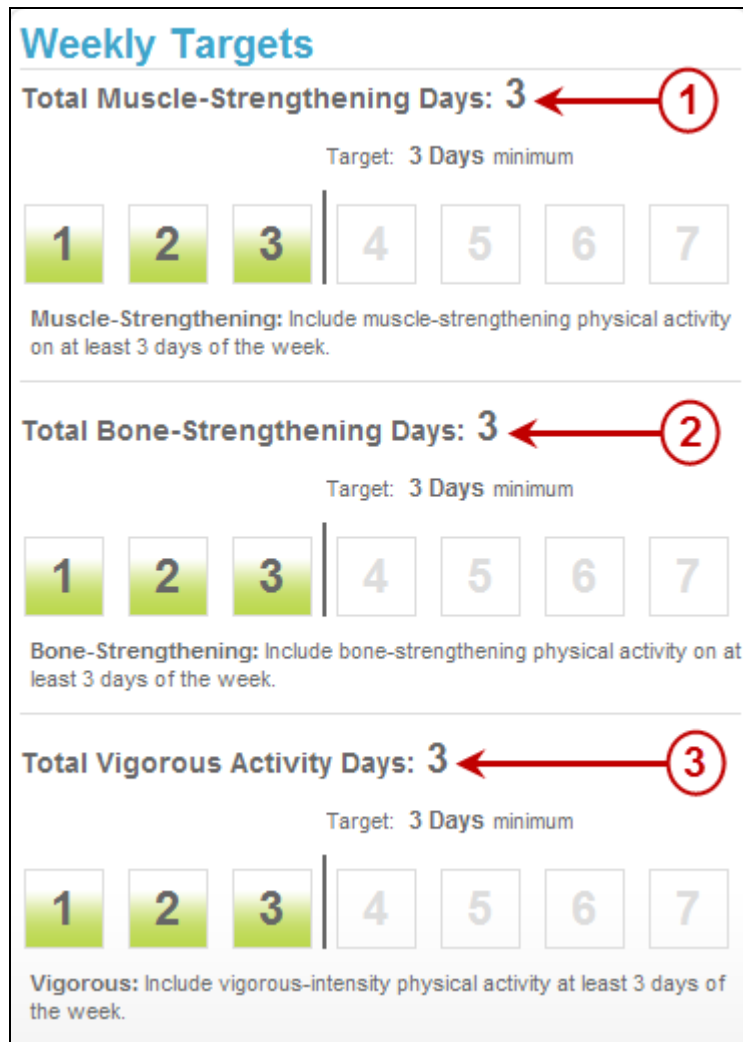 Weekly Targets
Total Muscle-Strengthening Days: 3 1
Target: 3 Days minimum
1 2 3 4 5 6 7
Muscle-Strengthening: Include muscle-strengthening physical activity
on at least 3 days of the week.
Total Bone-Strengthening Days: 3 2
Target: 3 Days minimum
1 2 3 4 5 6 7
Bone-Strengthening: Include bone-strengthening physical activity on at
least 3 days of the week.
Total Vigorous Activity Days: 3 3
Target: 3 Days minimum
1 2 3 4 5 6 7
Vigorous: Include vigorous-intensity physical activity at least 3 days of
the week.